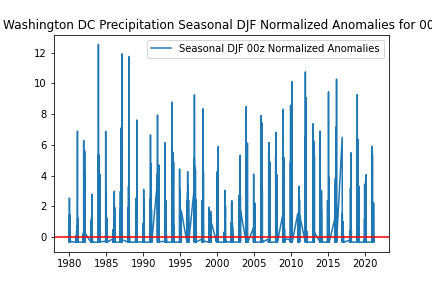 Washington DC Precipitation Seasonal DJF Normalized Anomalies for 00
Seasonal DJF 00z Normalized Anomalies
12
10
8
6
4
2
0
1980 1985 1990 1995 2000 2005 2010 2015 2020